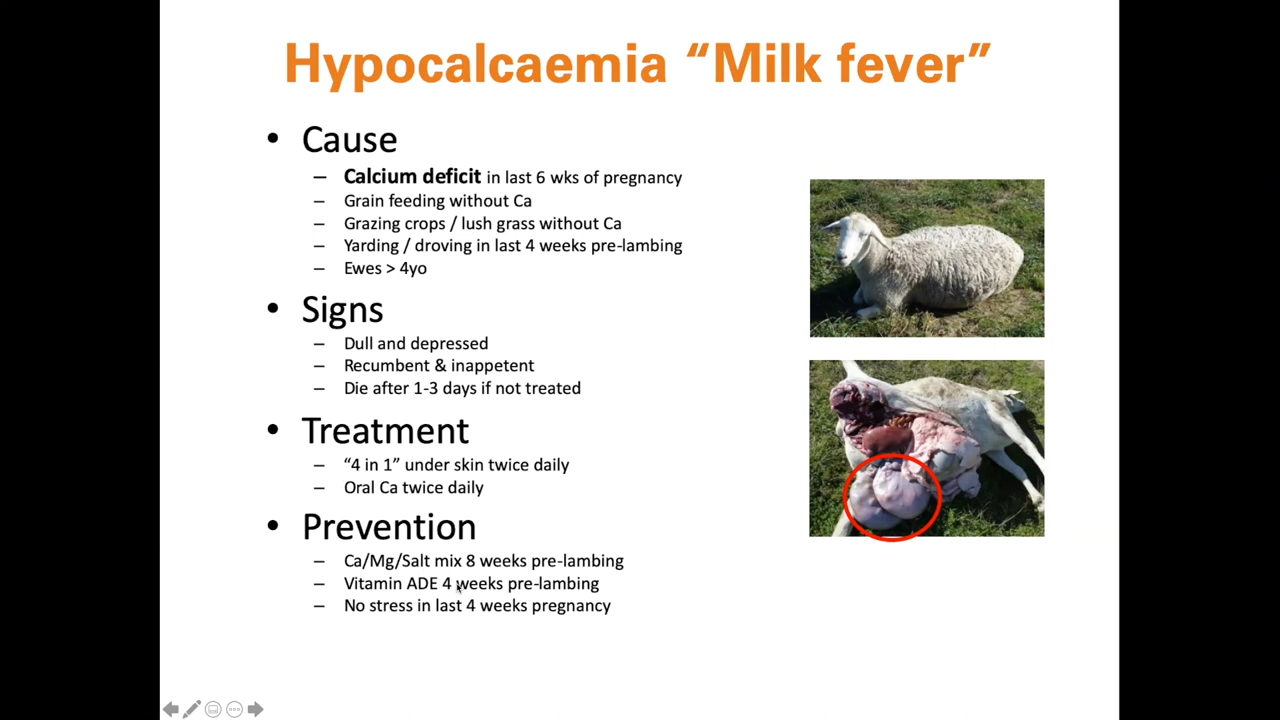 Hypocalcaemia “Milk fever”
• Cause
– Calcium deficit in last 6 wks of pregnancy
– Grain feeding without Ca
– Grazing crops / lush grass without Ca
– Yarding / droving in last 4 weeks pre-lambing
– Ewes > 4yo
• Signs
– Dull and depressed
– Recumbent & inappetent
– Die after 1-3 days if not treated
• Treatment
– “4 in 1” under skin twice daily
– Oral Ca twice daily
• Prevention
– Ca/Mg/Salt mix 8 weeks pre-lambing
– Vitamin ADE 4 weeks pre-lambing
– No stress in last 4 weeks pregnancy